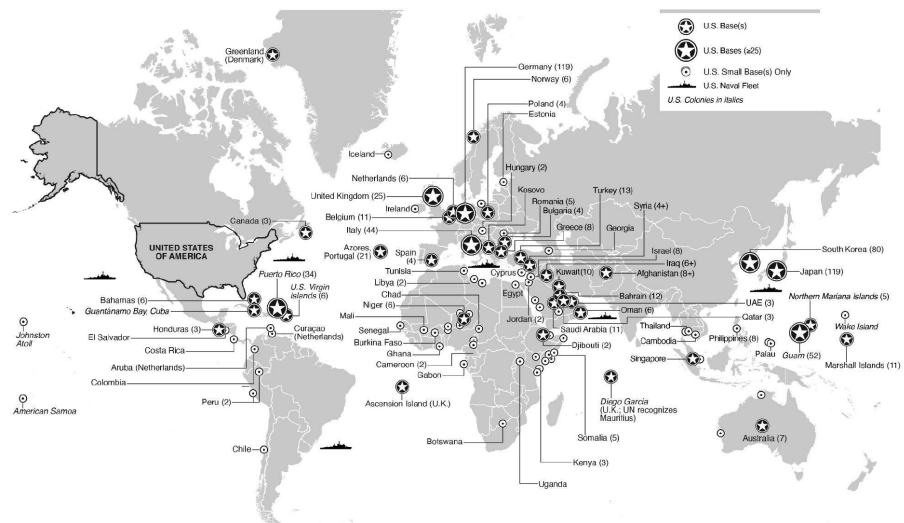 U.S. Base(s)
U.S. Bases (≥25)
U.S. Small Base(s) Only
U.S. Naval Fleet
U.S. Colonies in Italics
Greenland
(Denmark)
Germany (119)
Norway (6)
Poland (4)
Estonia
Iceland
Hungary (2)
Netherlands (6)
Kosovo
Turkey (13)
United Kingdom (25)
Romania (5)
Syria (4+)
Ireland
Bulgaria (4)
Belgium (11)
Greece (8)
Georgia
Canada (3)
Italy (44)
UNITED STATES
OF AMERICA
Azores,
Portugal (21)
Spain
(4)
Israel (8)
Iraq (6+)
South Korea (80)
Puerto Rico (34)
Tunisia
Cyprus
Kuwait(10)
Afghanistan (8+)
Japan (119)
U.S. Virgin
islands (6)
Libya (2)
Egypt
Bahamas (6)
Chad
Bahrain (12)
UAE (3)
Northern Mariana islands (5)
Guantánamo Bay, Cuba
Niger (6)
Oman (6)
Qatar (3)
Mali
Jordan (2)
Wake Island
Johnston
Atoll
Honduras (3)
Curaçao
(Netherlands)
Senegal
Saudi Arabia (11)
Thailand
Philippines (8)
El Salvador
Burkina Faso
Djibouti (2)
Cambodia
Costa Rica
Ghana
Singapore
Palau
Guam (52)
Aruba (Netherlands)
Cameroon (2)
Marshall Islands (11)
Colombia
Gabon
Peru (2)
Ascension Island (U.K.)
Diego Garcia
(U.K.; UN recognizes
Mauritius)
American Samoa
Botswana
Somalia (5)
Australia (7)
Chile
Kenya (3)
Uganda